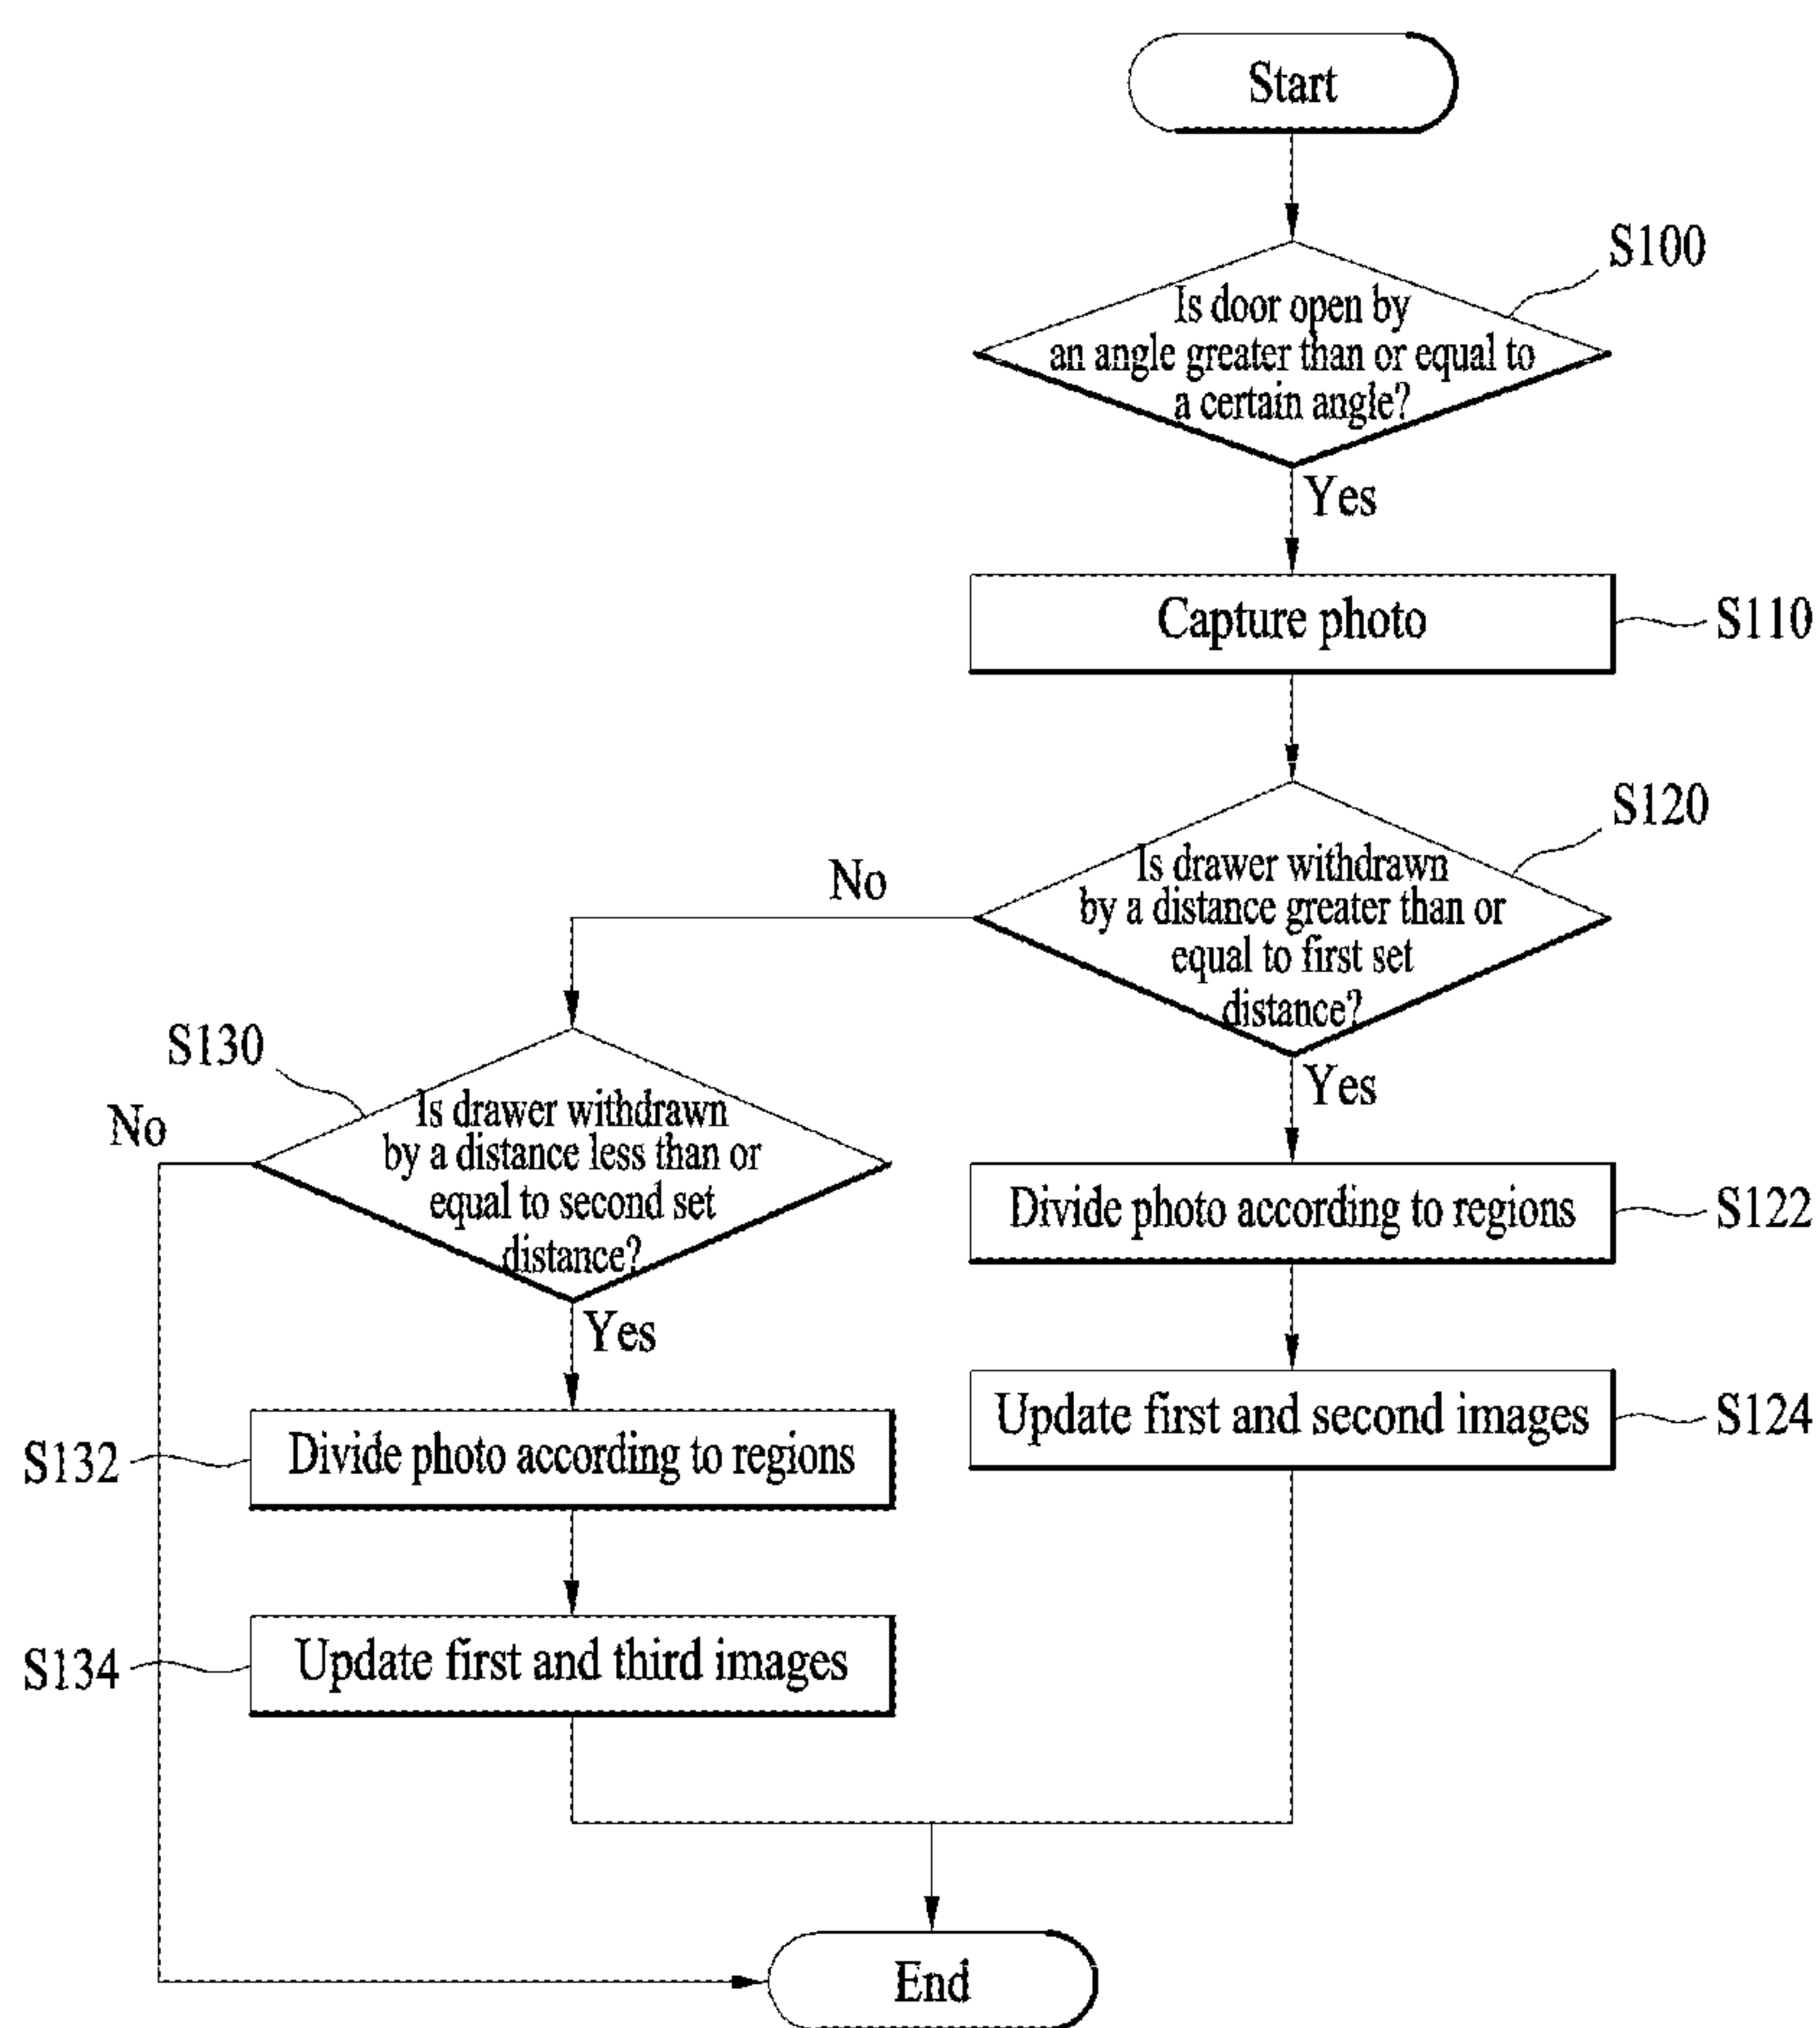 Start
S100
Is door open by
an angle greater than or equal to
a certain angle?
Yes
Capture photo
S110
S120
Is drawer withdrawn
by a distance greater than or
equal to first set
distance?
No
Yes
S130
Is drawer withdrawn
by a distance less than or
equal to second set
distance?
No
Yes
Divide photo according to regions
S122
Update first and second images
S124
S132
Divide photo according to regions
S134
Update first and third images
End